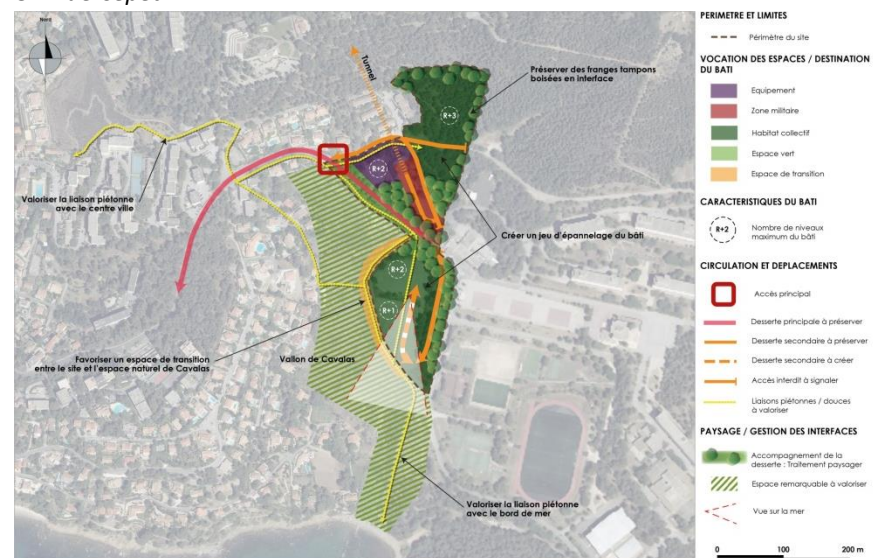 Nord
Tunnel
Préserver des franges tampons
boisées en interface
R+3
R+2
Valoriser la liaison piétonne
avec le centre ville
Créer un jeu d'épannelage du bâti
R+2
R+1
Favoriser un espace de transition
entre le site et l'espace naturel de Cavalas
Vallon de Cavalas
Valoriser la liaison piétonne
avec le bord de mer
PERIMETRE ET LIMITES
Périmètre du site
VOCATION DES ESPACES / DESTINATION
DU BATI
Equipement
Zone militaire
Habitat collectif
Espace vert
Espace de transition
CARACTERISTIQUES DU BATI
R+2
Nombre de niveaux
maximum du bâti
CIRCULATION ET DEPLACEMENTS
Accès principal
Desserte principale à préserver
Desserte secondaire à préserver
Desserte secondaire à créer
Accès interdit à signaler
Liaisons piétonnes / douces
à valoriser
PAYSAGE / GESTION DES INTERFACES
Accompagnement de la
desserte : Traitement paysager
Espace remarquable à valoriser
Vue sur la mer
0 100 200 m